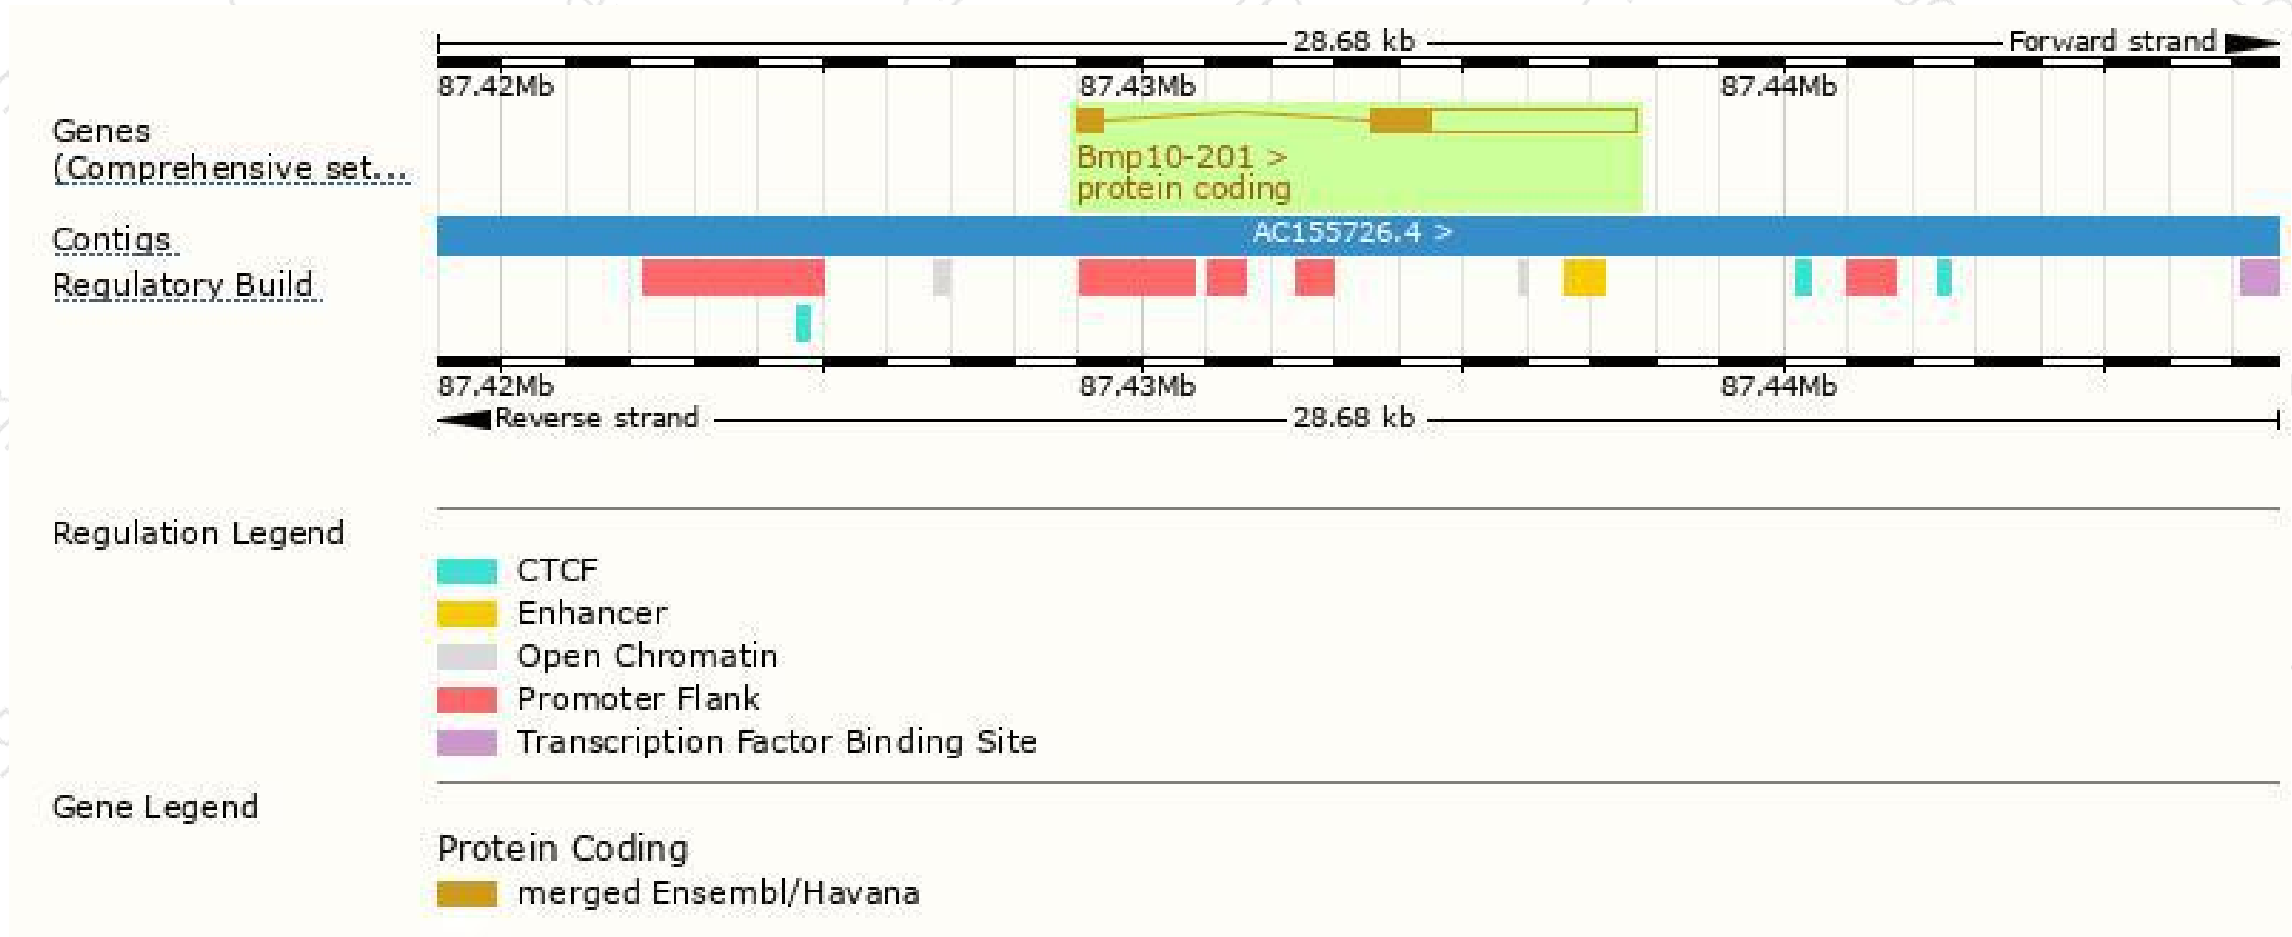 28.68 kb
Forward strand
87.42Mb 87.43Mb 87.44Mb
Genes
(Comprehensive set...
Bmp10-201 >
protein coding
Contigs
AC155726.4 >
Regulatory Build
87.42Mb 87.43Mb 87.44Mb
Reverse strand 28.68 kb
Regulation Legend
CTCF
Enhancer
Open Chromatin
Promoter Flank
Transcription Factor Binding Site
Gene Legend
Protein Coding
merged Ensembl/Havana